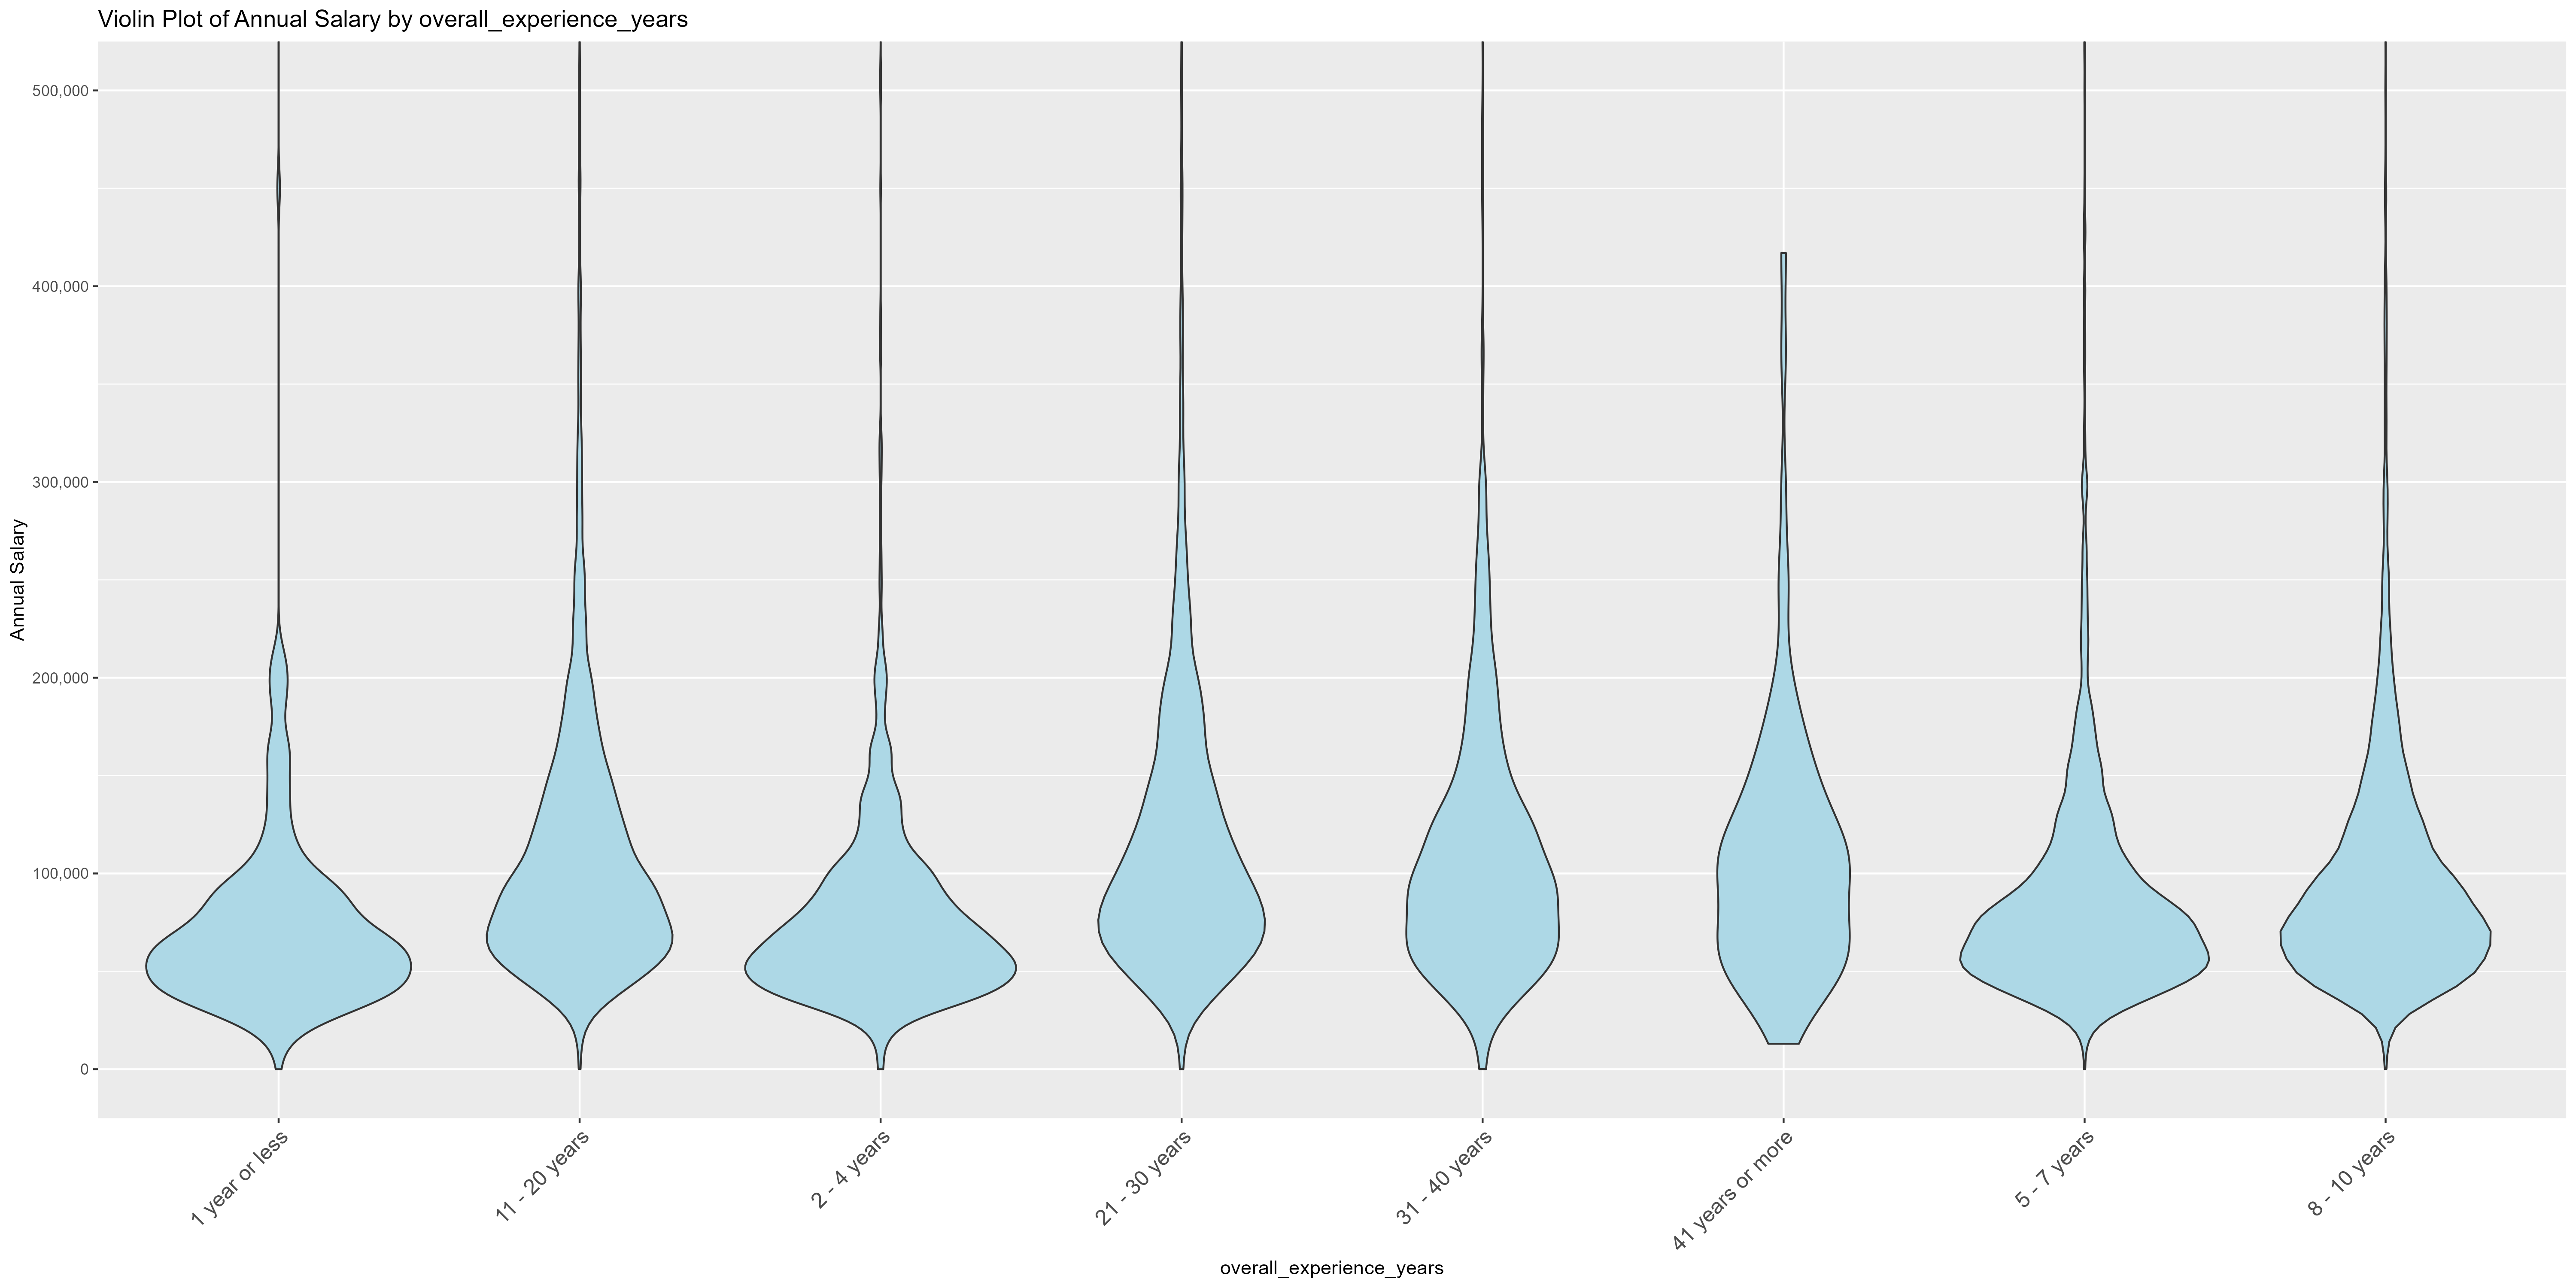 Violin Plot of Annual Salary by overall_experience_years
Annual Salary
500,000
400,000
300,000
200,000
100,000
0
1 year or less
11 - 20 years
2 - 4 years
21 - 30 years
31 - 40 years
41 years or more
5 - 7 years
8 - 10 years
overall_experience_years